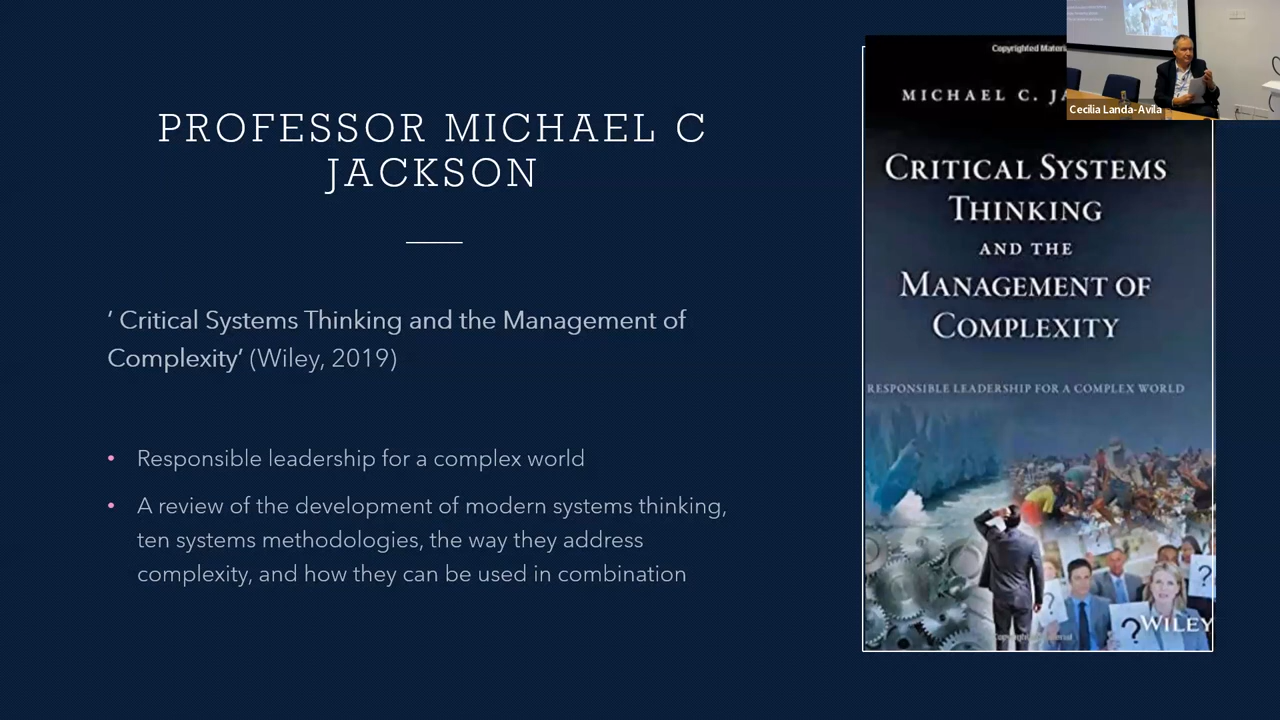 PROFESSOR MICHAEL C
JACKSON
‘ Critical Systems Thinking and the Management of
Complexity’ (Wiley, 2019)
• Responsible leadership for a complex world
• A review of the development of modern systems thinking,
ten systems methodologies, the way they address
complexity, and how they can be used in combination
Copyrighted Materi
MICHAEL C. JA
CRITICAL SYSTEMS
THINKING
AND THE
MANAGEMENT OF
COMPLEXITY
RESPONSIBLE LEADERSHIP FOR A COMPLEX WORLD
?
?
?
WILEY
Cecilia Landa-Avila